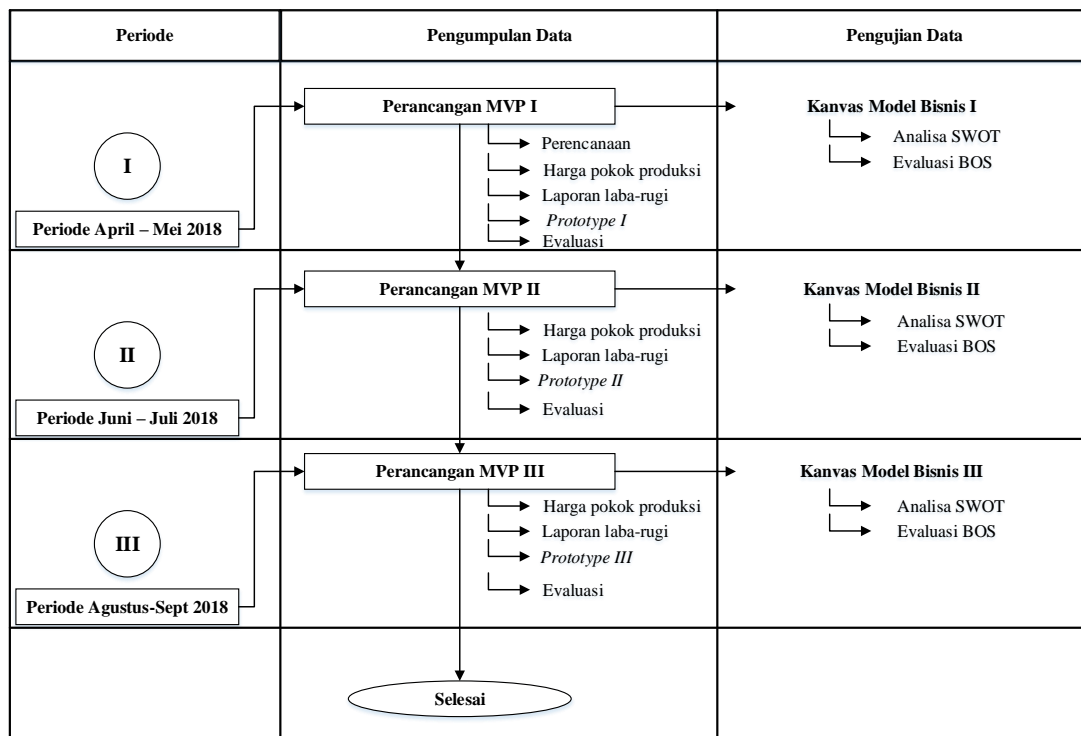 Periode
Pengumpulan Data
Pengujian Data
I
Periode April – Mei 2018
Perancangan MVP I
Perencanaan
Harga pokok produksi
Laporan laba-rugi
Prototype I
Evaluasi
Kanvas Model Bisnis I
Analisa SWOT
Evaluasi BOS
II
Periode Juni – Juli 2018
Perancangan MVP II
Harga pokok produksi
Laporan laba-rugi
Prototype II
Evaluasi
Kanvas Model Bisnis II
Analisa SWOT
Evaluasi BOS
III
Periode Agustus-Sept 2018
Perancangan MVP III
Harga pokok produksi
Laporan laba-rugi
Prototype III
Evaluasi
Kanvas Model Bisnis III
Analisa SWOT
Evaluasi BOS
Selesai